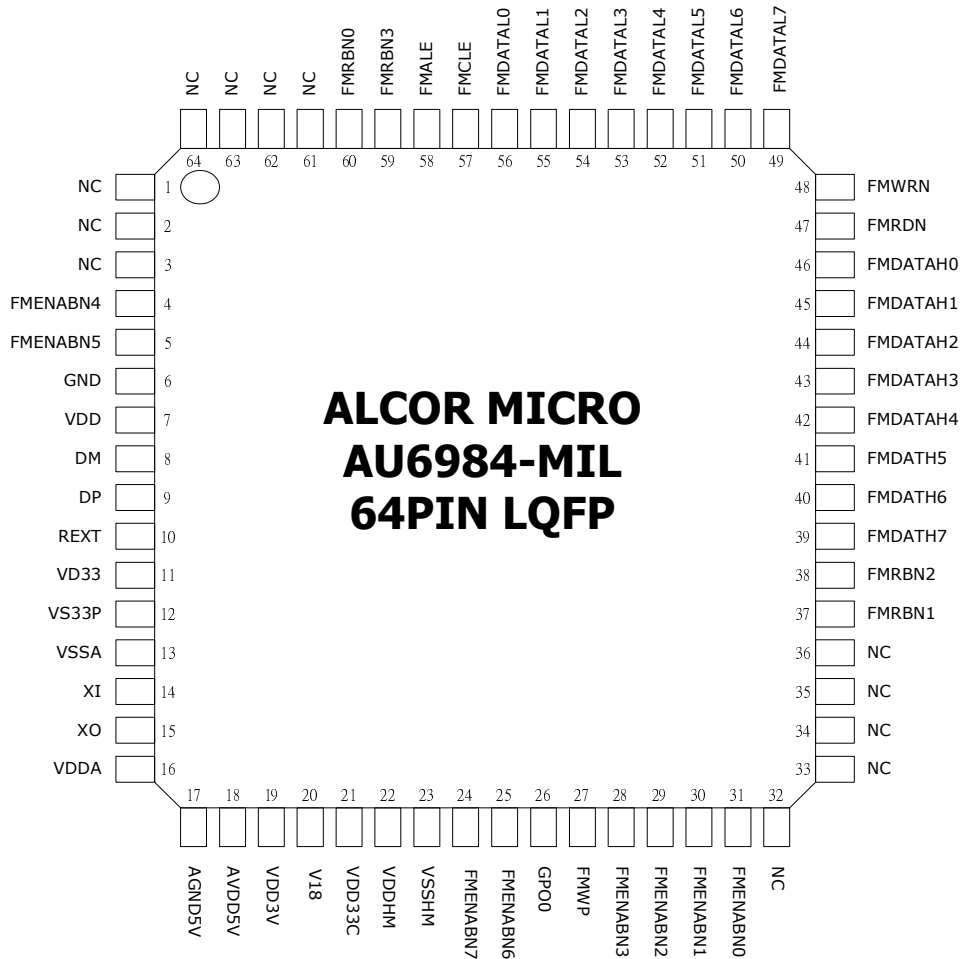 NC
NC
NC
NC
FMRBN0
FMRBN3
FMALE
FMCLE
FMDATAL0
FMDATAL1
FMDATAL2
FMDATAL3
FMDATAL4
FMDATAL5
FMDATAL6
FMDATAL7
64 63 62 61 60 59 58 57 56 55 54 53 52 51 50 49
NC 1
NC 2
NC 3
FMENABN4 4
FMENABN5 5
GND 6
VDD 7
DM 8
DP 9
REXT 10
VD33 11
VS33P 12
VSSA 13
XI 14
XO 15
VDDA 16
ALCOR MICRO
AU6984-MIL
64PIN LQFP
48 FMWRN
47 FMRDN
46 FMDATAH0
45 FMDATAH1
44 FMDATAH2
43 FMDATAH3
42 FMDATAH4
41 FMDATH5
40 FMDATH6
39 FMDATH7
38 FMRBN2
37 FMRBN1
36 NC
35 NC
34 NC
33 NC
17 18 19 20 21 22 23 24 25 26 27 28 29 30 31 32
AGND5V
AVDD5V
VDD3V
V18
VDD33C
VDDHM
VSSHM
FMENABN7
FMENABN6
GPO0
FMWP
FMENABN3
FMENABN2
FMENABN1
FMENABN0
NC